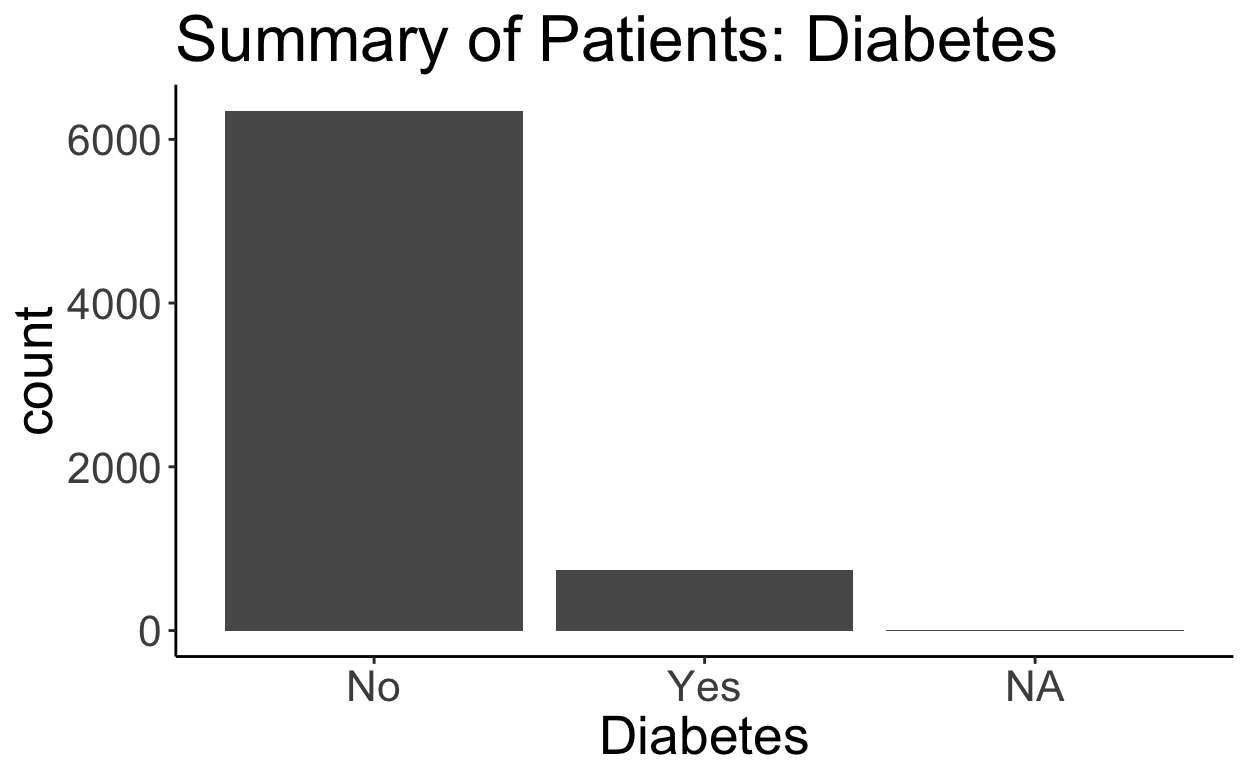 Summary of Patients: Diabetes
6000
4000
2000
0
count
No Yes NA
Diabetes